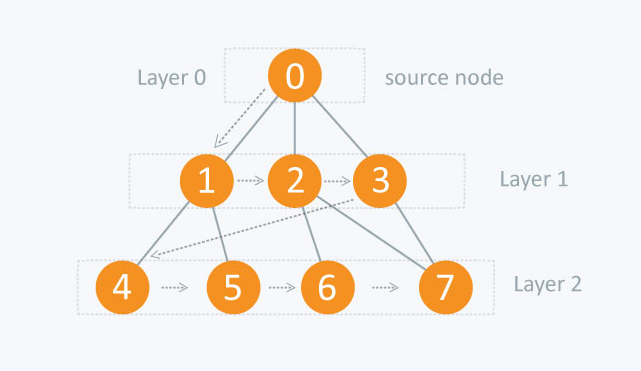 Layer 0 0 source node
1 2 3 Layer 1
4 5 6 7 Layer 2